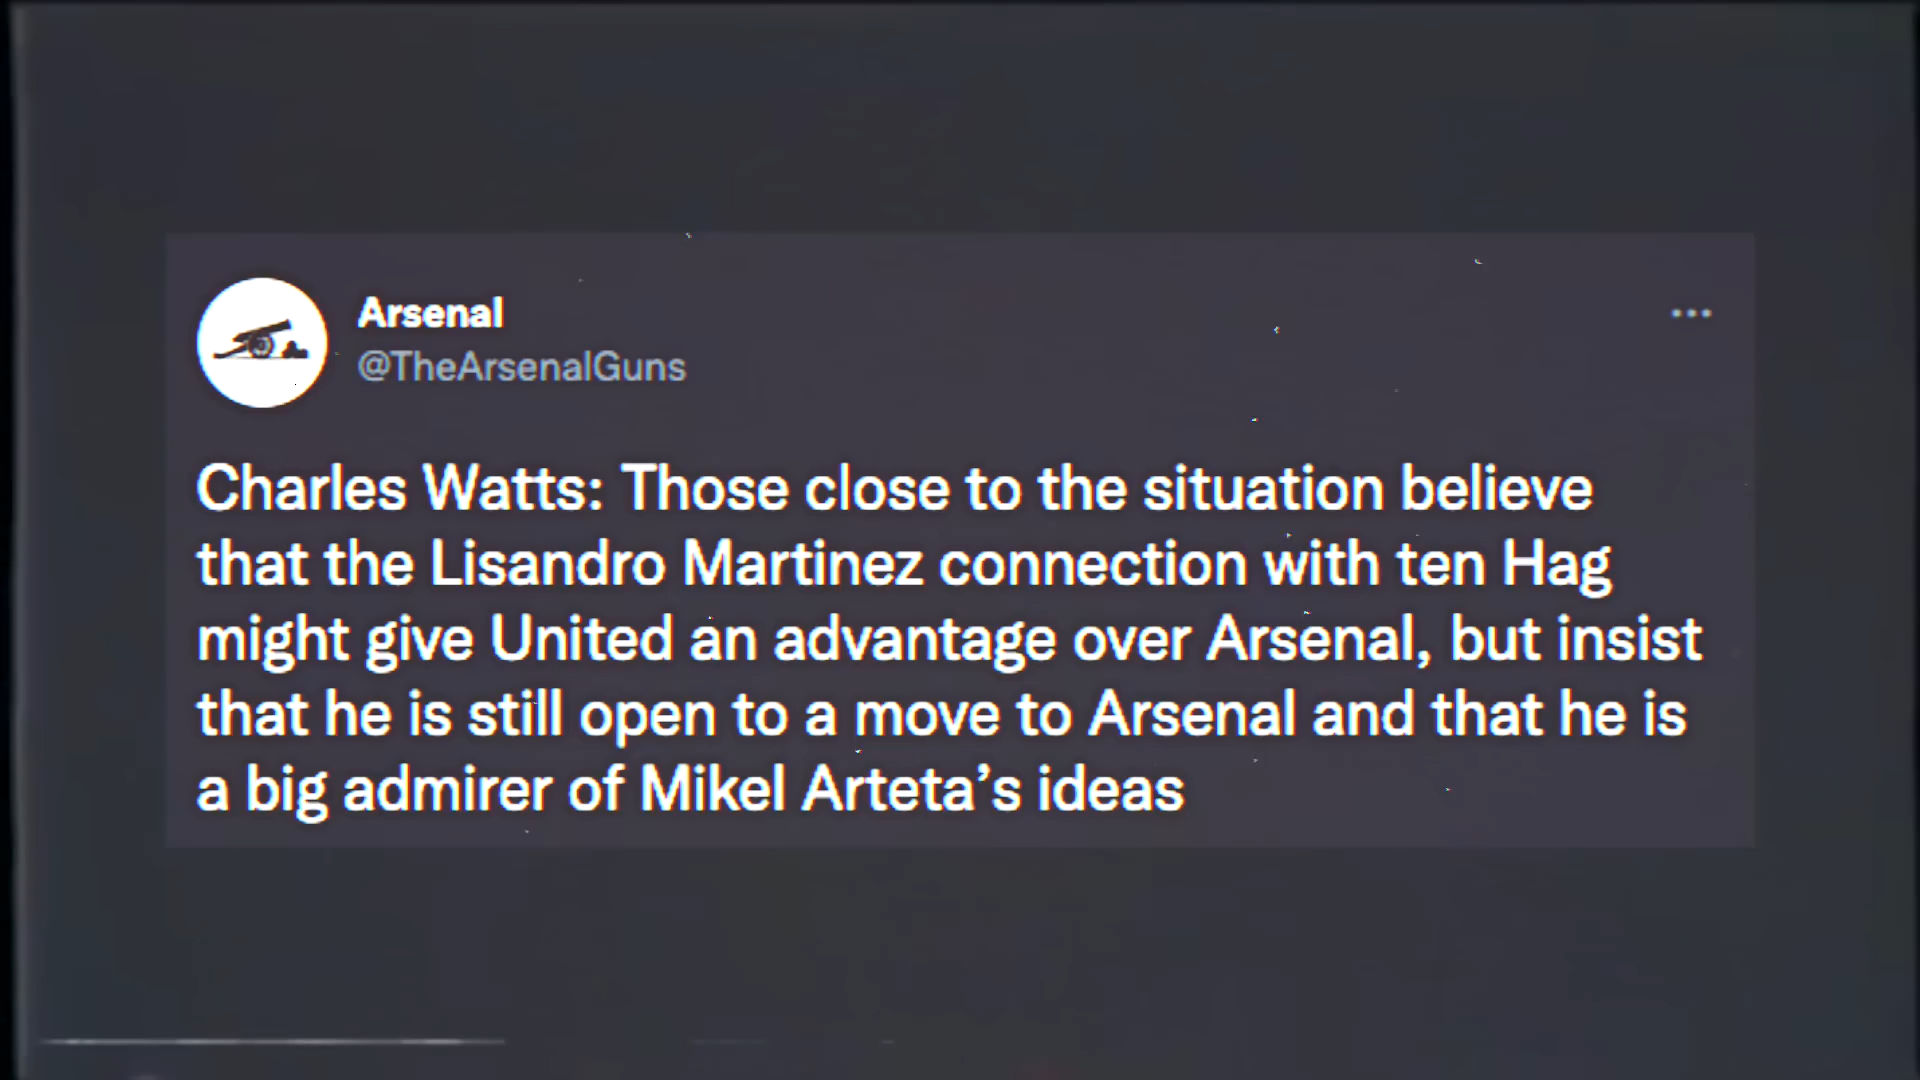 Arsenal
@TheArsenalGuns
Charles Watts: Those close to the situation believe
that the Lisandro Martinez connection with ten Hag
might give United an advantage over Arsenal, but insist
that he is still open to a move to Arsenal and that he is
a big admirer of Mikel Arteta’s ideas